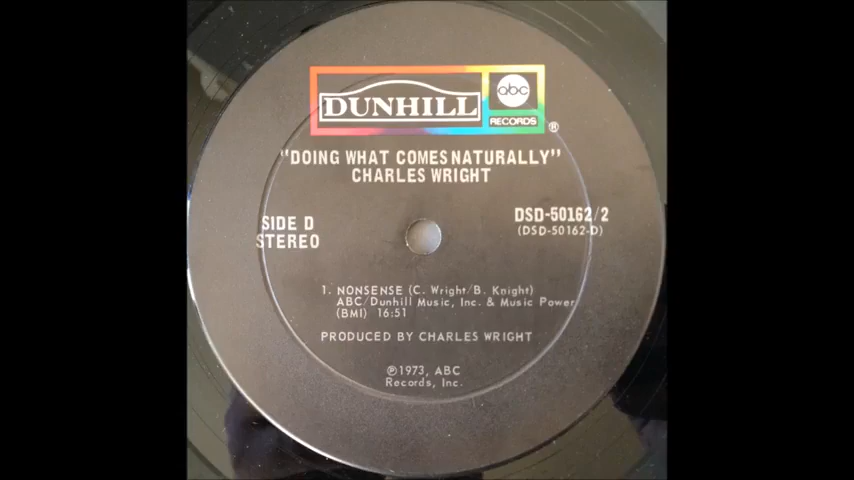 DUNHILL
abc
RECORDS
®
"DOING WHAT COMES NATURALLY"
CHARLES WRIGHT
SIDE D
STEREO
DSD-50162/2
(DSD-50162-D)
1. NONSENSE (C. Wright/B. Knight)
ABC/Dunhill Music, Inc. & Music Power
(BMI) 16:51
PRODUCED BY CHARLES WRIGHT
℗1973, ABC
Records, Inc.